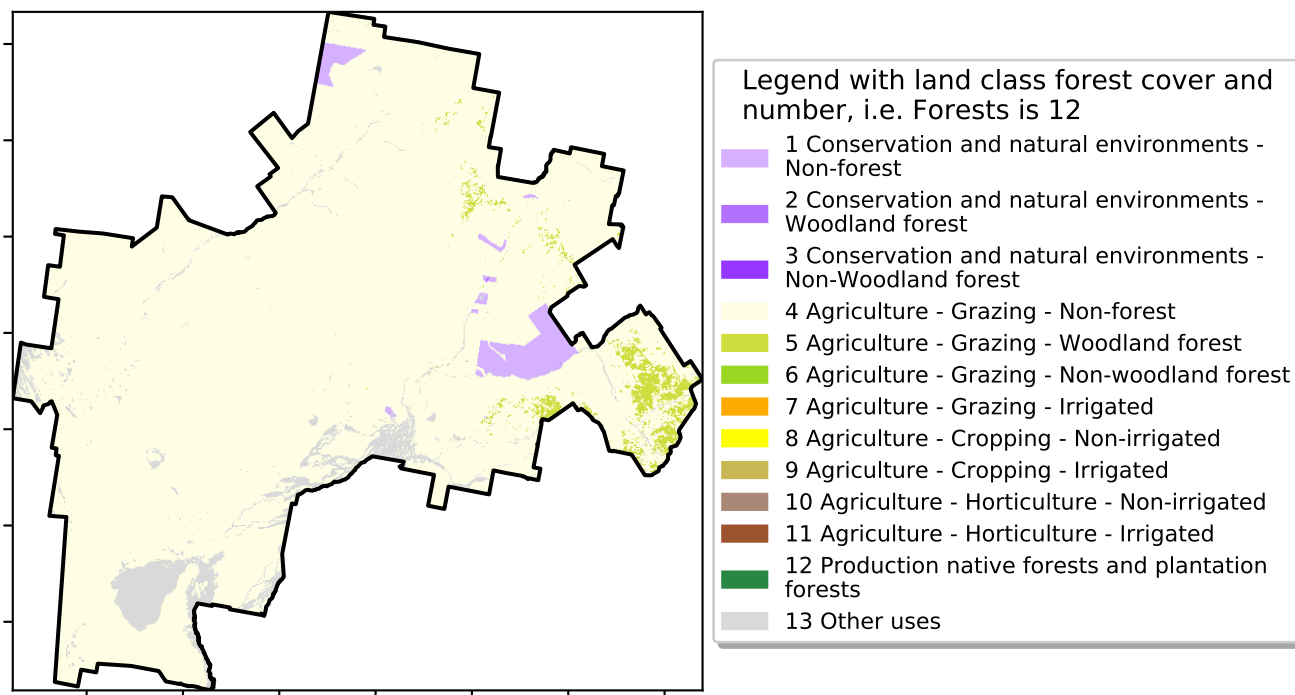 Legend with land class forest cover and
number, i.e. Forests is 12
1 Conservation and natural environments -
Non-forest
2 Conservation and natural environments -
Woodland forest
3 Conservation and natural environments -
Non-Woodland forest
4 Agriculture - Grazing - Non-forest
5 Agriculture - Grazing - Woodland forest
6 Agriculture - Grazing - Non-woodland forest
7 Agriculture - Grazing - Irrigated
8 Agriculture - Cropping - Non-irrigated
9 Agriculture - Cropping - Irrigated
10 Agriculture - Horticulture - Non-irrigated
11 Agriculture - Horticulture - Irrigated
12 Production native forests and plantation
forests
13 Other uses